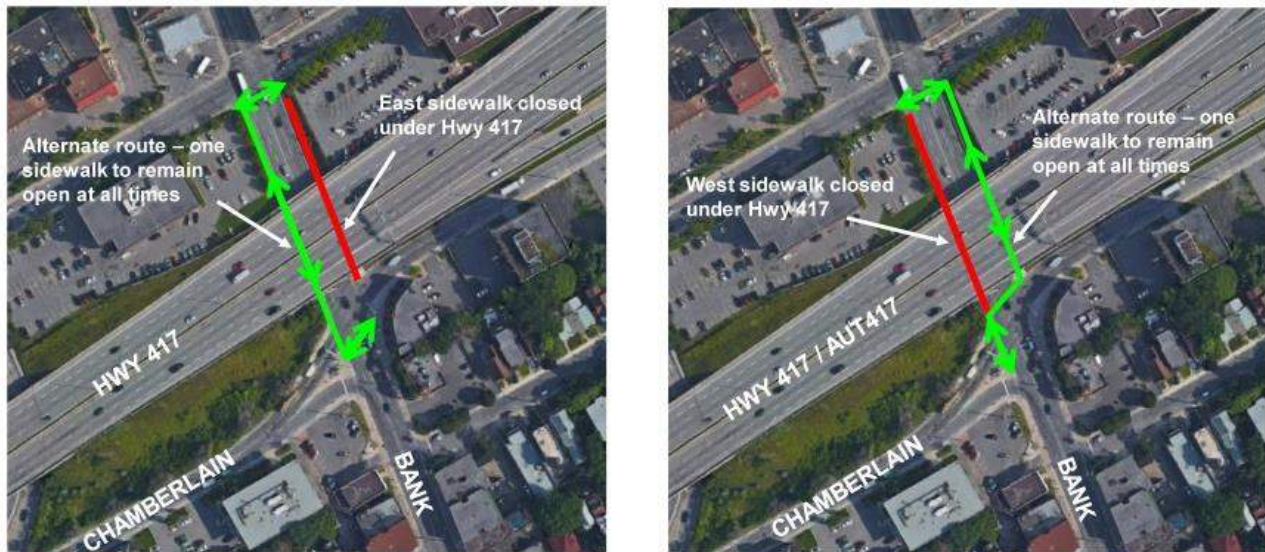 East sidewalk closed
under Hwy 417
Alternate route – one
sidewalk to remain
open at all times
HWY 417
CHAMBERLAIN
BANK
Alternate route – one
sidewalk to remain
open at all times
West sidewalk closed
under Hwy 417
HWY 417 / AUT417
CHAMBERLAIN
BANK